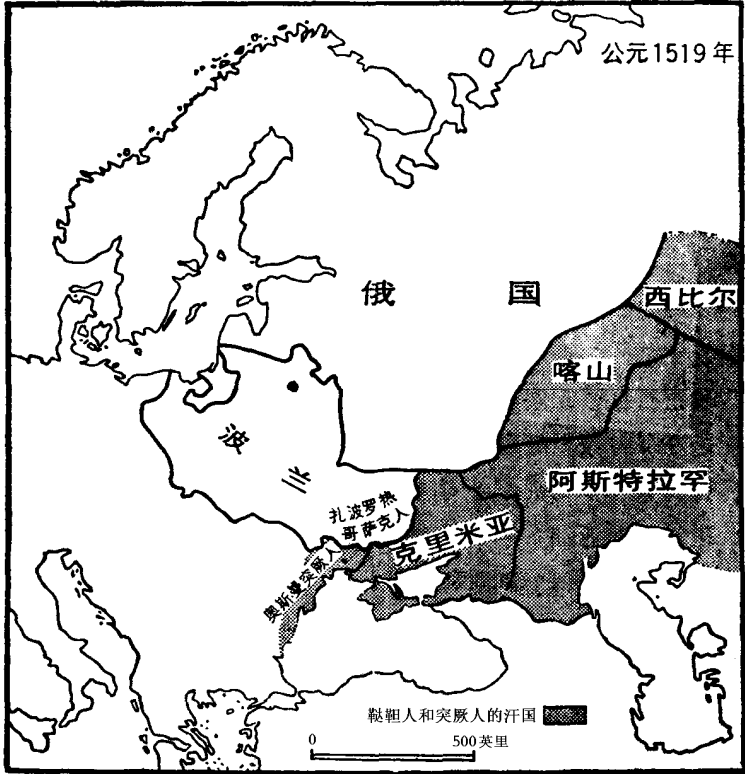 公元1519年
俄国
西比尔
喀山
波兰
阿斯特拉罕
扎波罗热
哥萨克人
克里米亚
奥斯曼突厥人
鞑靼人和突厥人的汗国
0 500英里